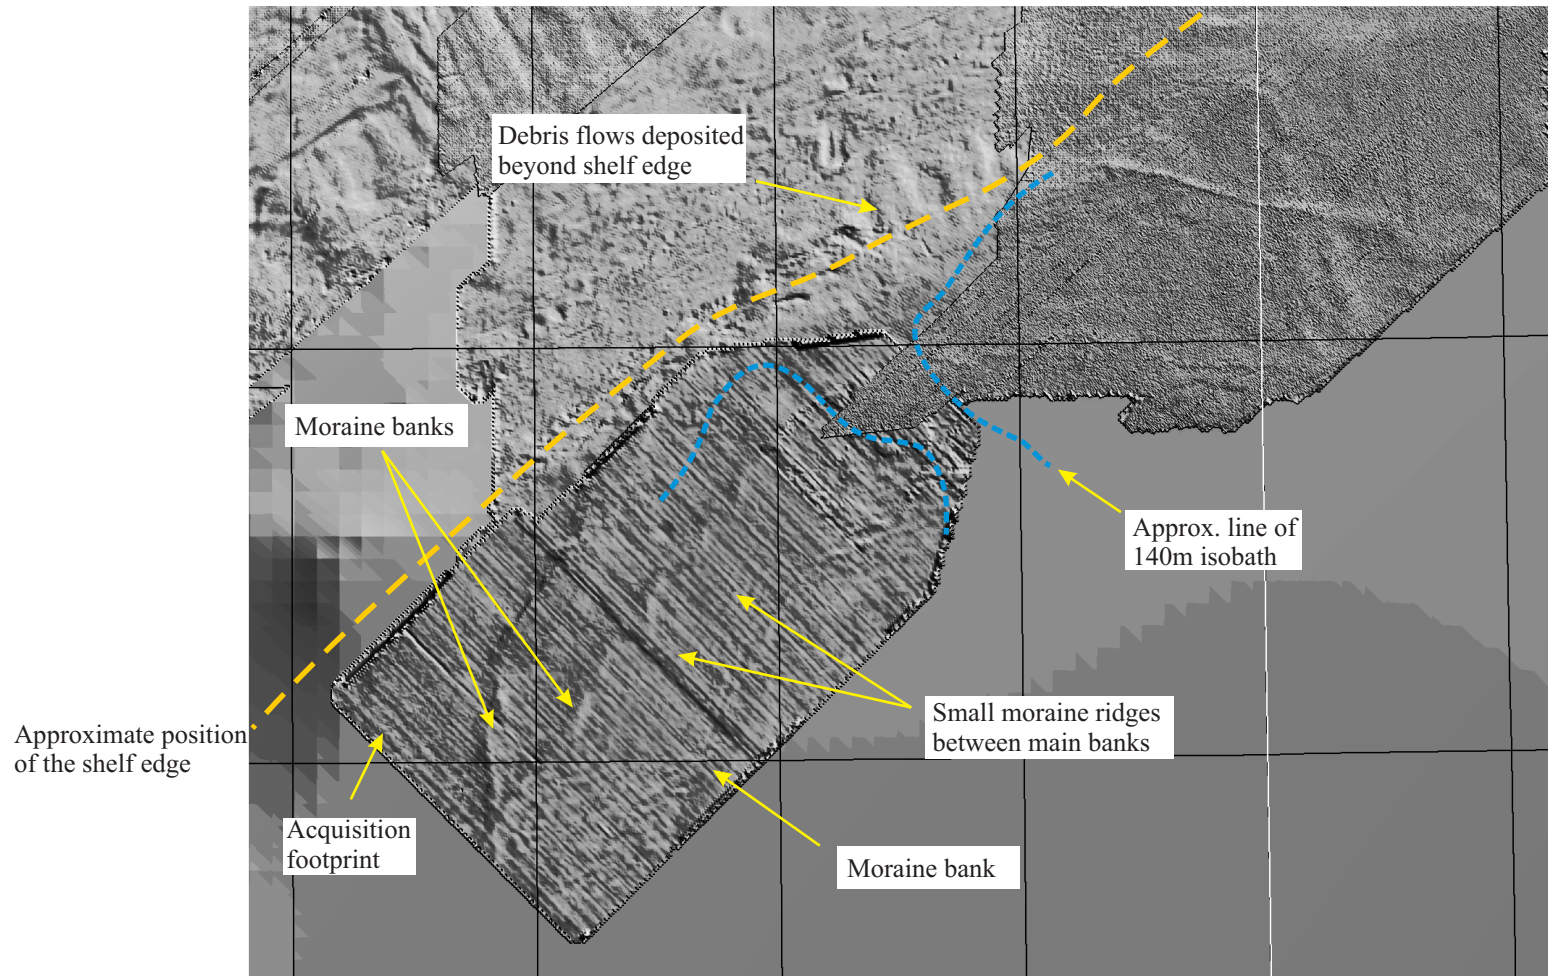 Debris flows deposited
beyond shelf edge
Moraine banks
Approx. line of
140m isobath
Small moraine ridges
between main banks
Approximate position
of the shelf edge
Acquisition
footprint
Moraine bank